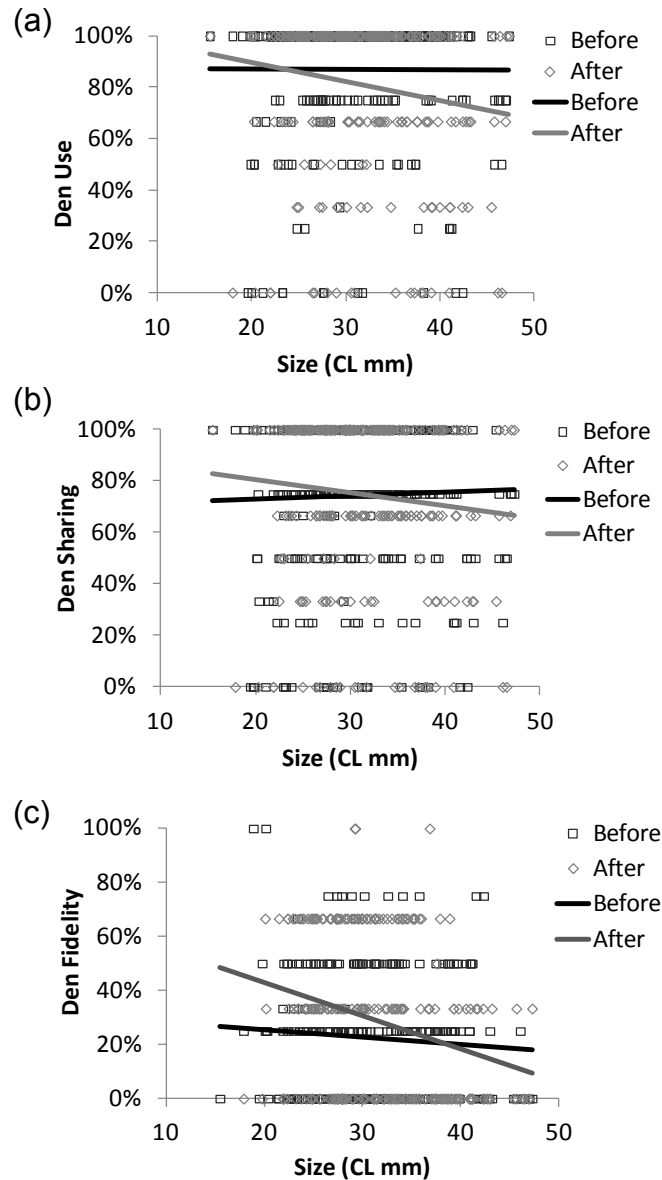 (a)
100%
80%
60%
40%
20%
0%
Den Use
10 20 30 40 50
Size (CL mm)
Before
After
Before
After
(b)
100%
80%
60%
40%
20%
0%
Den Sharing
10 20 30 40 50
Size (CL mm)
Before
After
Before
After
(c)
100%
80%
60%
40%
20%
0%
Den Fidelity
10 20 30 40 50
Size (CL mm)
Before
After
Before
After